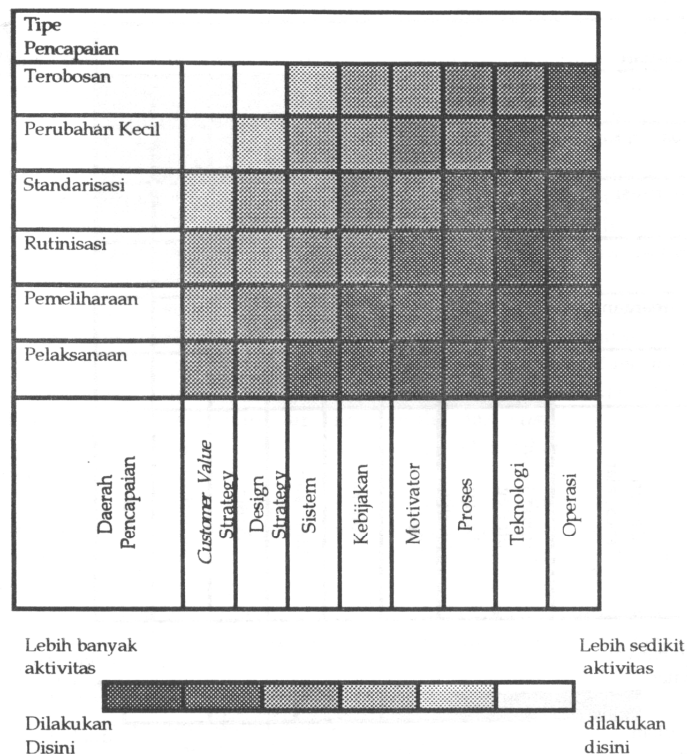 Tipe
Pencapaian
Terobosan
Perubahan Kecil
Standarisasi
Rutinisasi
Pemeliharaan
Pelaksanaan
Daerah
Pencapaian
Customer Value
Strategy
Design
Strategy
Sistem
Kebijakan
Motivator
Proses
Teknologi
Operasi
Lebih banyak
aktivitas
Lebih sedikit
aktivitas
Dilakukan
Disini
dilakukan
disini